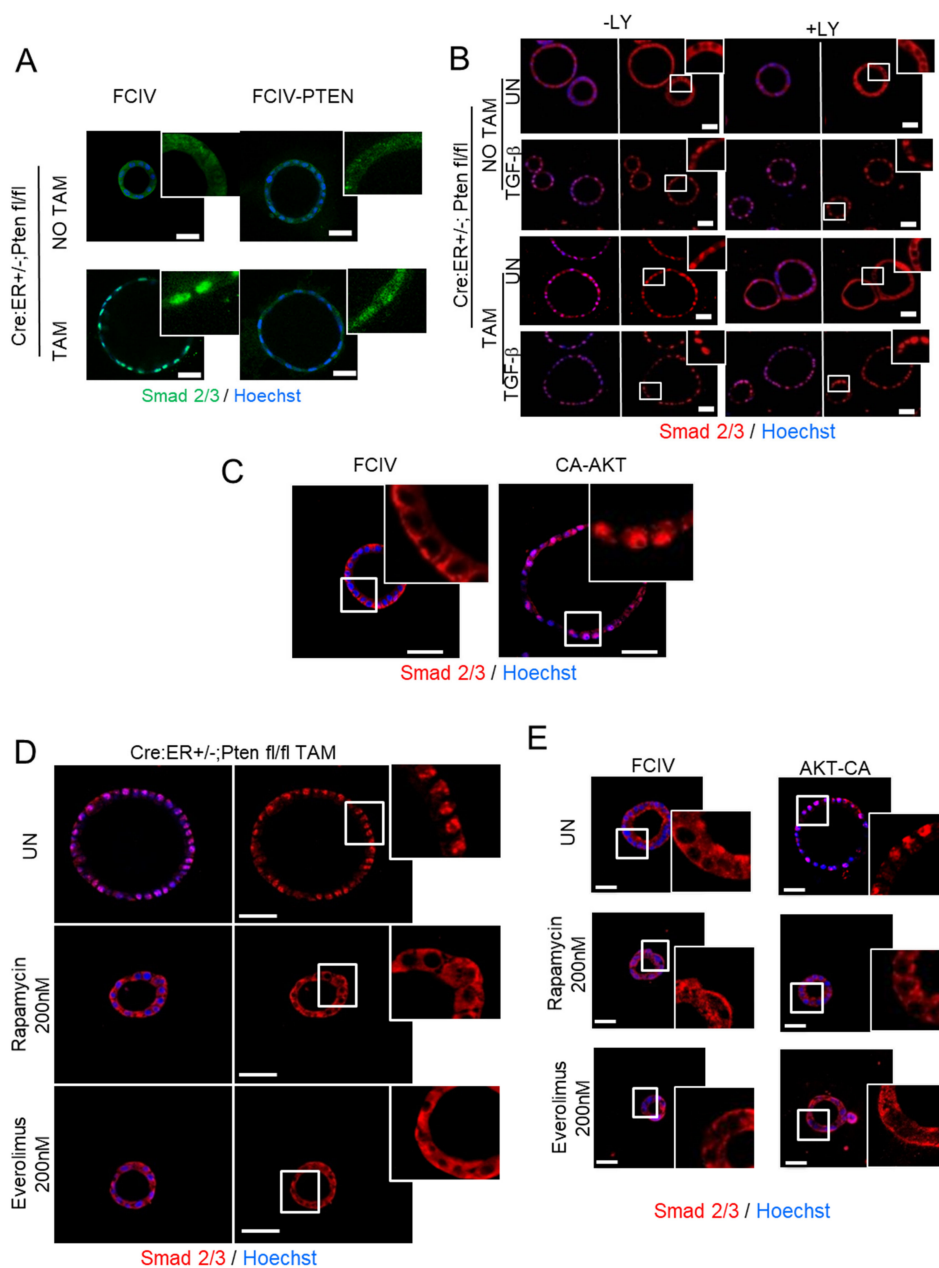 A
FCIV
FCIV-PTEN
Cre:ER+/-;Pten fl/fl
NO TAM
TAM
Smad 2/3 / Hoechst
B
-LY
+LY
Cre:ER+/-; Pten fl/fl
NO TAM
UN
TGF-β
TAM
UN
TGF-β
Smad 2/3 / Hoechst
C
FCIV
CA-AKT
Smad 2/3 / Hoechst
D
Cre:ER+/-;Pten fl/fl TAM
UN
Rapamycin
200nM
Everolimus
200nM
Smad 2/3 / Hoechst
E
FCIV
AKT-CA
UN
Rapamycin
200nM
Everolimus
200nM
Smad 2/3 / Hoechst